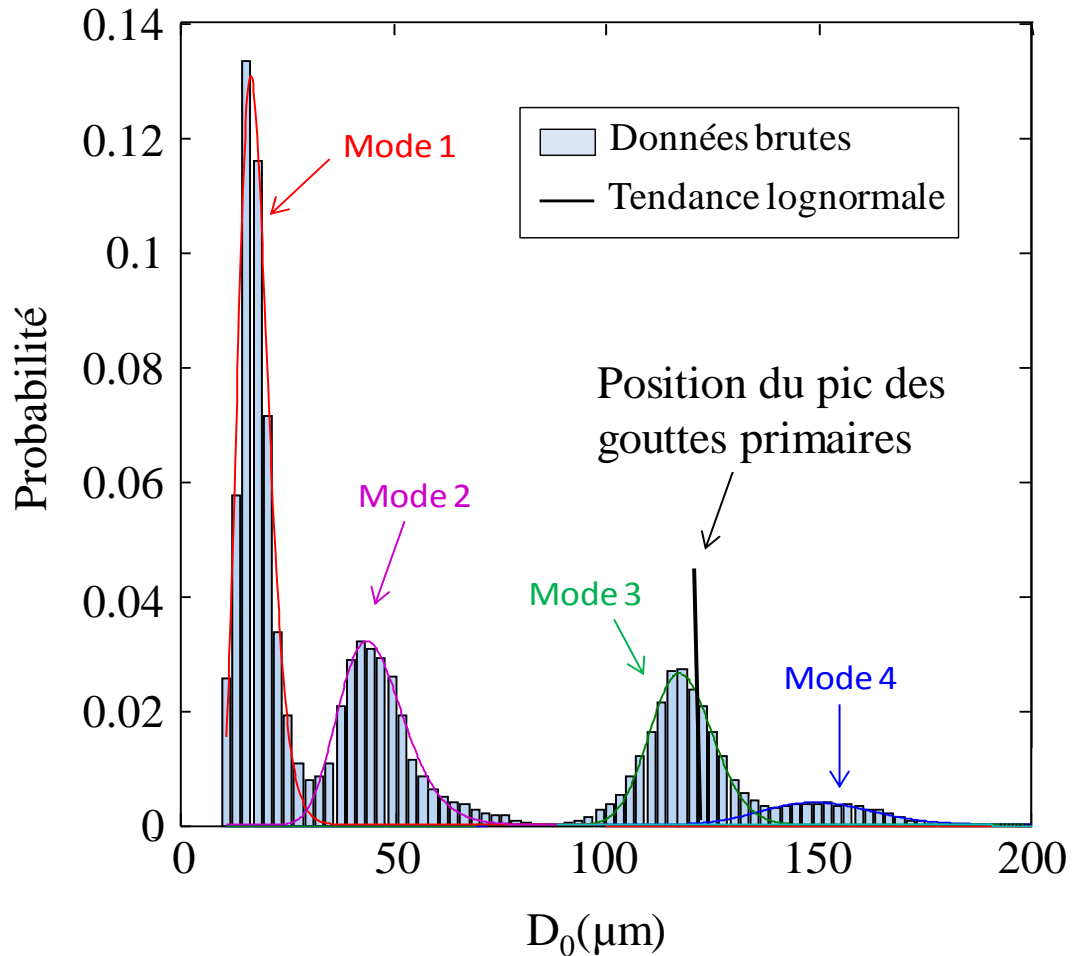 0.14
0.12
0.1
0.08
0.06
0.04
0.02
0
Probabilité
Mode 1
Données brutes
Tendance lognormale
Position du pic des
gouttes primaires
Mode 2
Mode 3
Mode 4
0
50
100
150
200
D₀(μm)